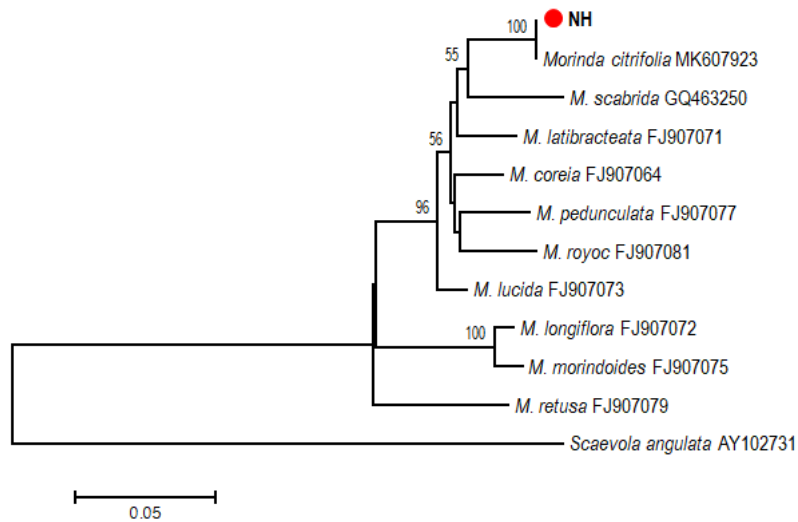 100
NH
Morinda citrifolia MK607923
55
M. scabrida GQ463250
M. latibracteata FJ907071
56
M. coreia FJ907064
96
M. pedunculata FJ907077
M. royoc FJ907081
M. lucida FJ907073
100
M. longiflora FJ907072
M. morindoides FJ907075
M. retusa FJ907079
Scaevola angulata AY102731
0.05